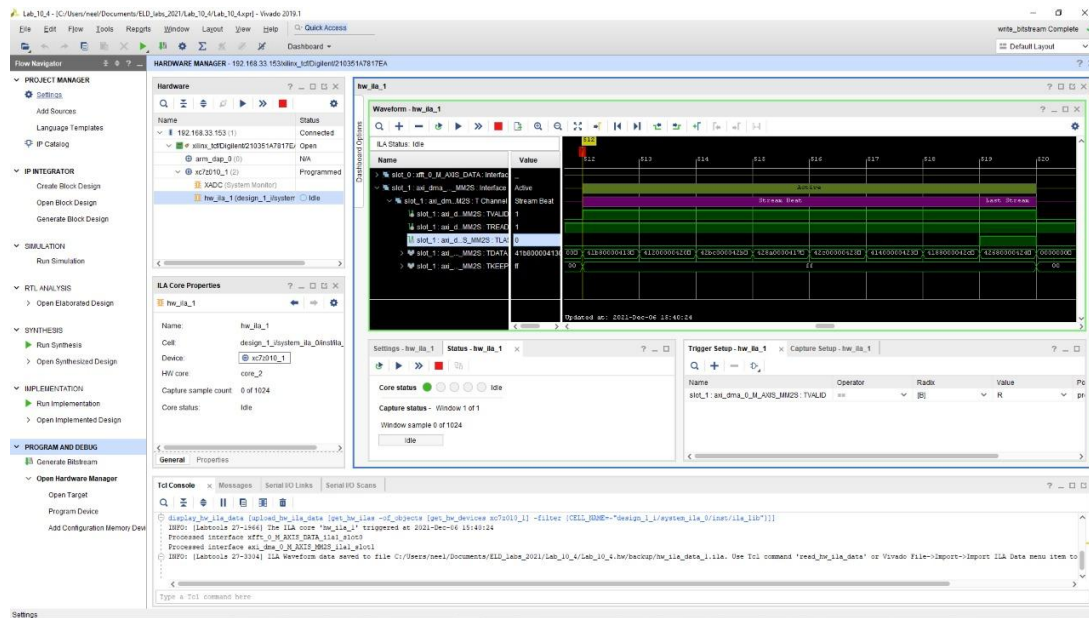 Lab_10_4 - [C:/Users/neel/Documents/ELD_labs_2021/Lab_10_4/Lab_10_4.xpr] - Vivado 2019.1
File Edit Flow Tools Reports Window Layout View Help Quick Access
write_bitstream Complete
Dashboard
Default Layout
Flow Navigator
HARDWARE MANAGER - 192.168.33.153/xilinx_tcf/Digilent/210351A7817EA
PROJECT MANAGER
Settings
Add Sources
Language Templates
IP Catalog
IP INTEGRATOR
Create Block Design
Open Block Design
Generate Block Design
SIMULATION
Run Simulation
RTL ANALYSIS
Open Elaborated Design
SYNTHESIS
Run Synthesis
Open Synthesized Design
IMPLEMENTATION
Run Implementation
Open Implemented Design
PROGRAM AND DEBUG
Generate Bitstream
Open Hardware Manager
Open Target
Program Device
Add Configuration Memory Devi
Hardware
Name Status
192.168.33.153 (1) Connected
xilinx_tcf/Digilent/210351A7817EA Open
arm_dap_0 (0) N/A
xc7z010_1 (2) Programmed
XADC (System Monitor)
hw_ila_1 (design_1_i/system Idle
ILA Core Properties
hw_ila_1
Name: hw_ila_1
Cell: design_1_i/system_ila_0/inst/ila_
Device: xc7z010_1
HW core: core_2
Capture sample count: 0 of 1024
Core status: Idle
General Properties
hw_ila_1
Dashboard Options
Waveform - hw_ila_1
ILA Status: Idle
512
Name Value 512 513 514 515 516 517 518 519 520
slot_0 : xfft_0_M_AXIS_DATA : Interfac
slot_1 : axi_dma_..._MM2S : Interface Active Active
slot_1 : axi_dm...M2S : T Channel Stream Beat Stream Beat Last Stream
slot_1 : axi_d...MM2S : TVALID 1
slot_1 : axi_d...MM2S : TREAD 1
slot_1 : axi_d...S_MM2S : TLA 0
slot_1 : axi_..._MM2S : TDATA
slot_1 : axi_..._MM2S : TKEEP ff 00 ff 00
Updated at: 2021-Dec-06 15:40:24
Settings - hw_ila_1 Status - hw_ila_1
Core status Idle
Capture status - Window 1 of 1
Window sample 0 of 1024
Idle
Trigger Setup - hw_ila_1 Capture Setup - hw_ila_1
Name Operator Radix Value Po
slot_1 : axi_dma_0_M_AXIS_MM2S : TVALID == [B] R pr
Tcl Console Messages Serial I/O Links Serial I/O Scans
display_hw_ila_data [upload_hw_ila_data [get_hw_ilas -of_objects [get_hw_devices xc7z010_1] -filter {CELL_NAME=~"design_1_i/system_ila_0/inst/ila_lib"}]]
INFO: [Labtools 27-1966] The ILA core 'hw_ila_1' triggered at 2021-Dec-06 15:40:24
Processed interface xfft_0_M_AXIS_DATA_ila1_slot0
Processed interface axi_dma_0_M_AXIS_MM2S_ila1_slot1
INFO: [Labtools 27-3304] ILA Waveform data saved to file C:/Users/neel/Documents/ELD_labs_2021/Lab_10_4/Lab_10_4.hw/backup/hw_ila_data_1.ila. Use Tcl command 'read_hw_ila_data' or Vivado File->Import->Import ILA Data menu item to
Type a Tcl command here
Settings